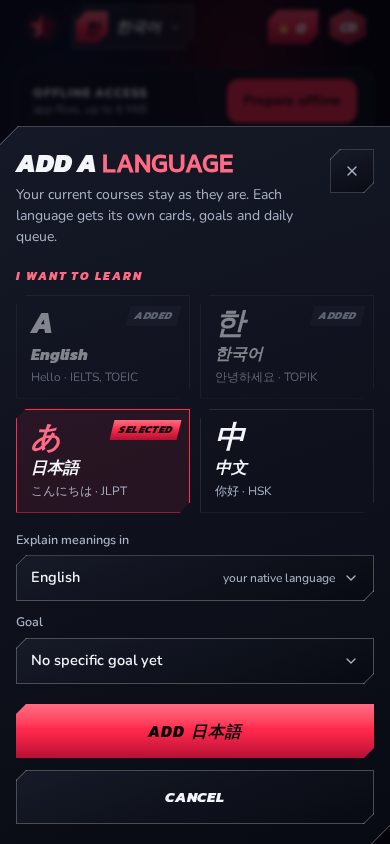 한국어
OFFLINE ACCESS
Prepare offline
ADD A LANGUAGE
Your current courses stay as they are. Each
language gets its own cards, goals and daily
queue.
I WANT TO LEARN
A
ADDED
English
Hello · IELTS, TOEIC
한
ADDED
한국어
안녕하세요 · TOPIK
あ
SELECTED
日本語
こんにちは · JLPT
中
中文
你好 · HSK
Explain meanings in
English
your native language
Goal
No specific goal yet
ADD 日本語
CANCEL